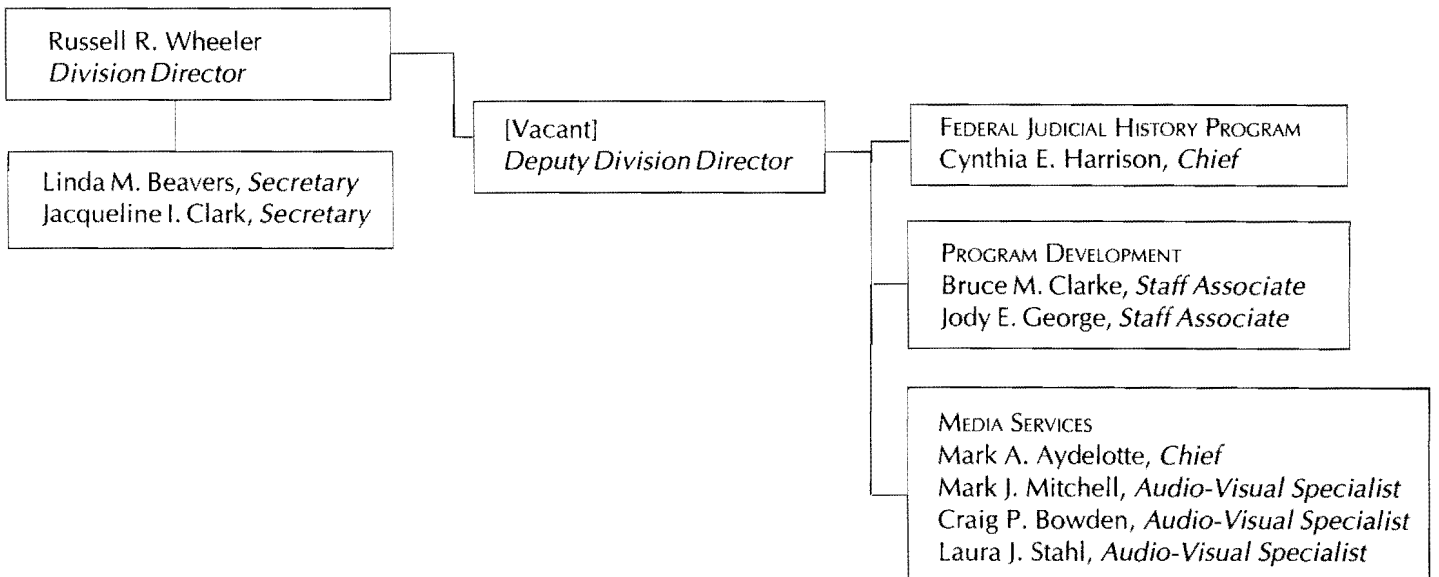 Russell R. Wheeler
Division Director
Linda M. Beavers, Secretary
Jacqueline I. Clark, Secretary
[Vacant]
Deputy Division Director
FEDERAL JUDICIAL HISTORY PROGRAM
Cynthia E. Harrison, Chief
PROGRAM DEVELOPMENT
Bruce M. Clarke, Staff Associate
Jody E. George, Staff Associate
MEDIA SERVICES
Mark A. Aydelotte, Chief
Mark J. Mitchell, Audio-Visual Specialist
Craig P. Bowden, Audio-Visual Specialist
Laura J. Stahl, Audio-Visual Specialist